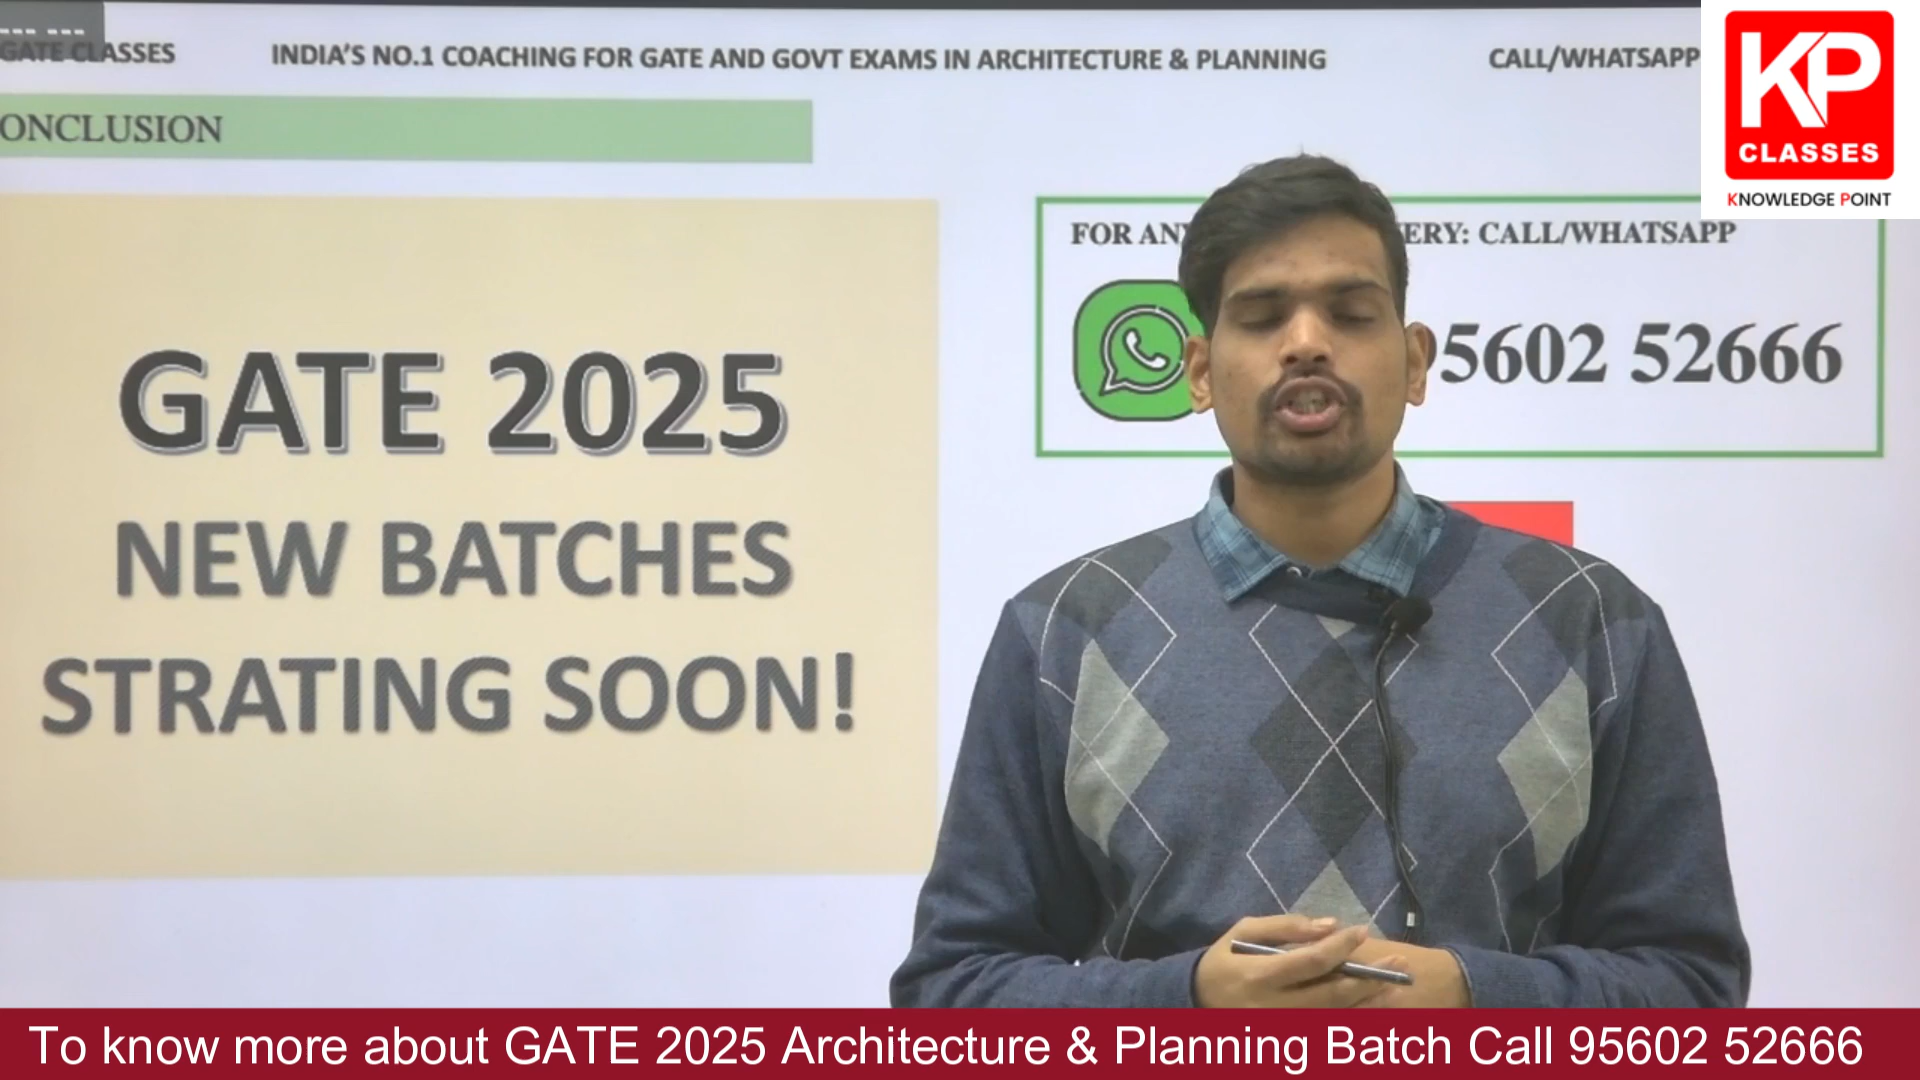 GATE CLASSES
INDIA'S NO.1 COACHING FOR GATE AND GOVT EXAMS IN ARCHITECTURE & PLANNING
CALL/WHATSAPP
KP
CLASSES
KNOWLEDGE POINT
ONCLUSION
FOR AN
ERY: CALL/WHATSAPP
95602 52666
GATE 2025
NEW BATCHES
STRATING SOON!
To know more about GATE 2025 Architecture & Planning Batch Call 95602 52666